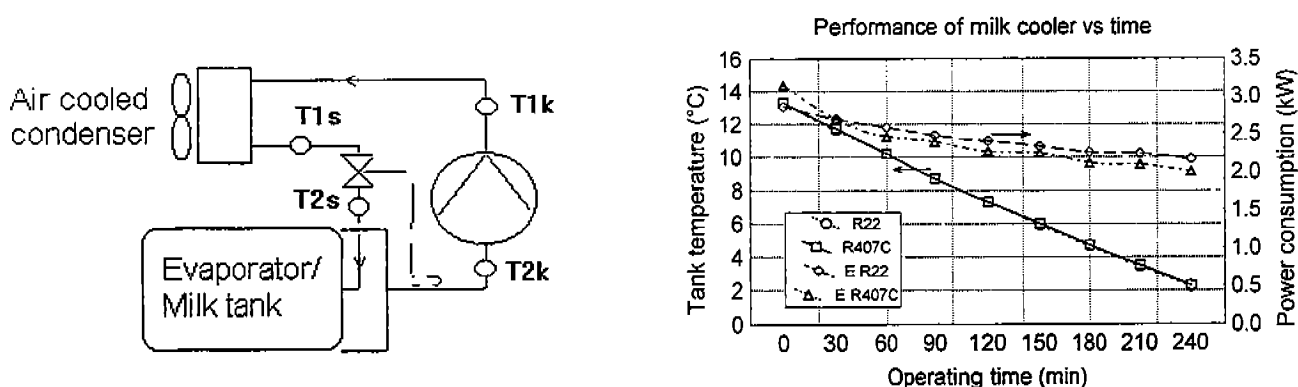 Air cooled
condenser
T1s
T1k
T2s
T2k
Evaporator/
Milk tank
Performance of milk cooler vs time
Tank temperature (°C)
16
14
12
10
8
6
4
2
0
3.5
3.0
2.5
2.0
1.5
1.0
0.5
0.0
Power consumption (kW)
R22
R407C
E R22
E R407C
0 30 60 90 120 150 180 210 240
Operating time (min)